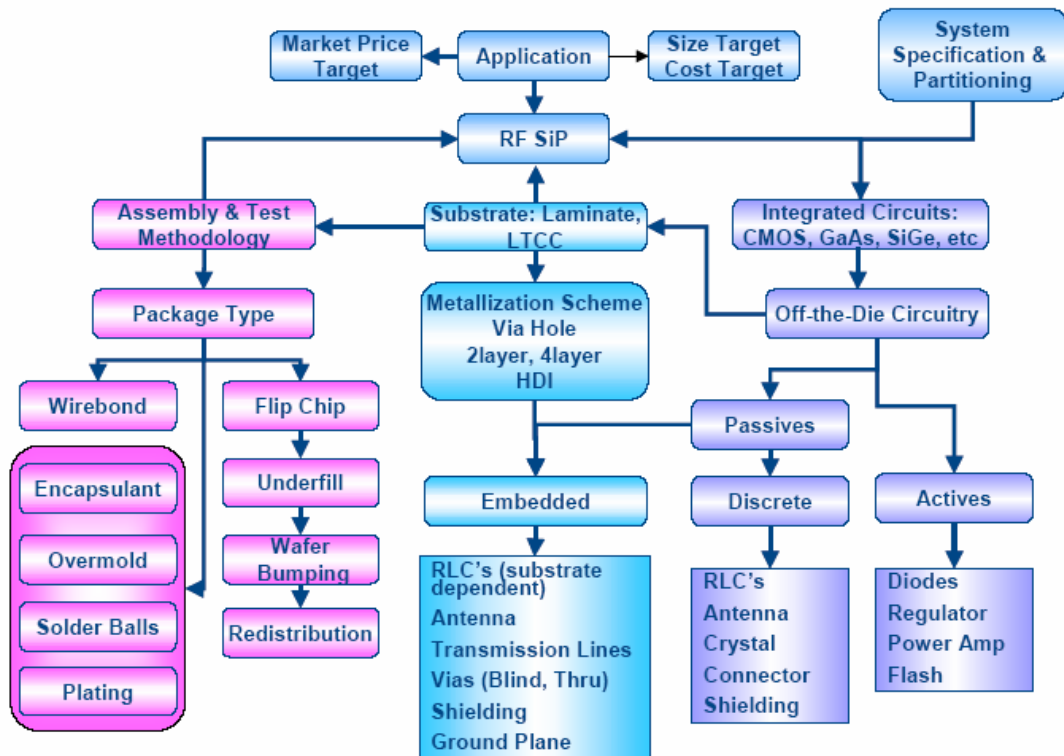 Market Price
Target
Application
Size Target
Cost Target
System
Specification &
Partitioning
RF SiP
Assembly & Test
Methodology
Substrate: Laminate,
LTCC
Integrated Circuits:
CMOS, GaAs, SiGe, etc
Package Type
Metallization Scheme
Via Hole
2layer, 4layer
HDI
Off-the-Die Circuitry
Wirebond
Flip Chip
Passives
Encapsulant
Overmold
Solder Balls
Plating
Underfill
Wafer
Bumping
Redistribution
Embedded
Discrete
Actives
RLC's (substrate
dependent)
Antenna
Transmission Lines
Vias (Blind, Thru)
Shielding
Ground Plane
RLC's
Antenna
Crystal
Connector
Shielding
Diodes
Regulator
Power Amp
Flash